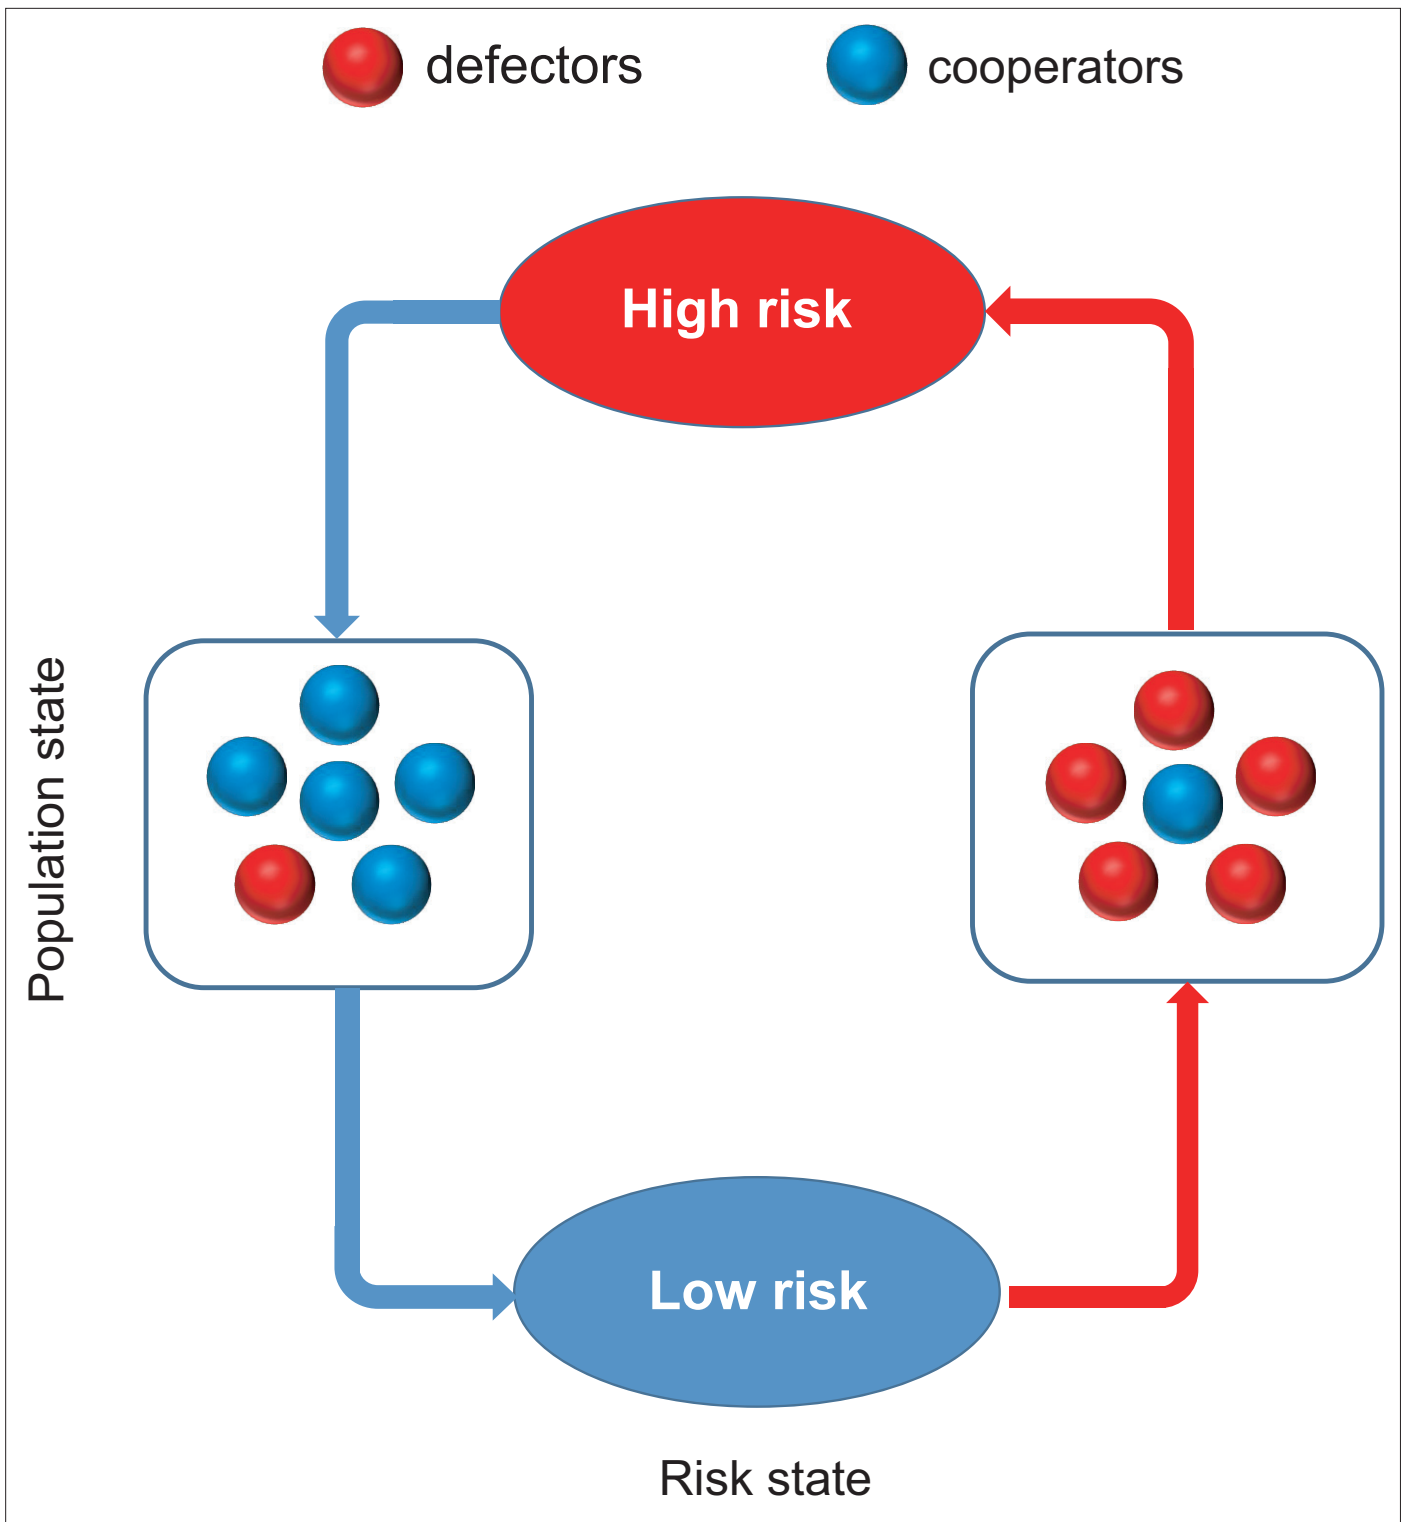 defectors
cooperators
High risk
Population state
Low risk
Risk state